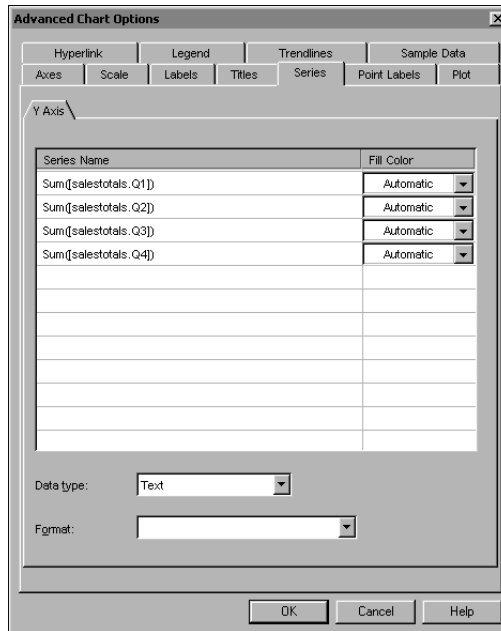 Advanced Chart Options
Hyperlink Legend Trendlines Sample Data
Axes Scale Labels Titles Series Point Labels Plot
Y Axis
Series Name Fill Color
Sum([salestotals.Q1]) Automatic
Sum([salestotals.Q2]) Automatic
Sum([salestotals.Q3]) Automatic
Sum([salestotals.Q4]) Automatic
Data type: Text
Format:
OK Cancel Help